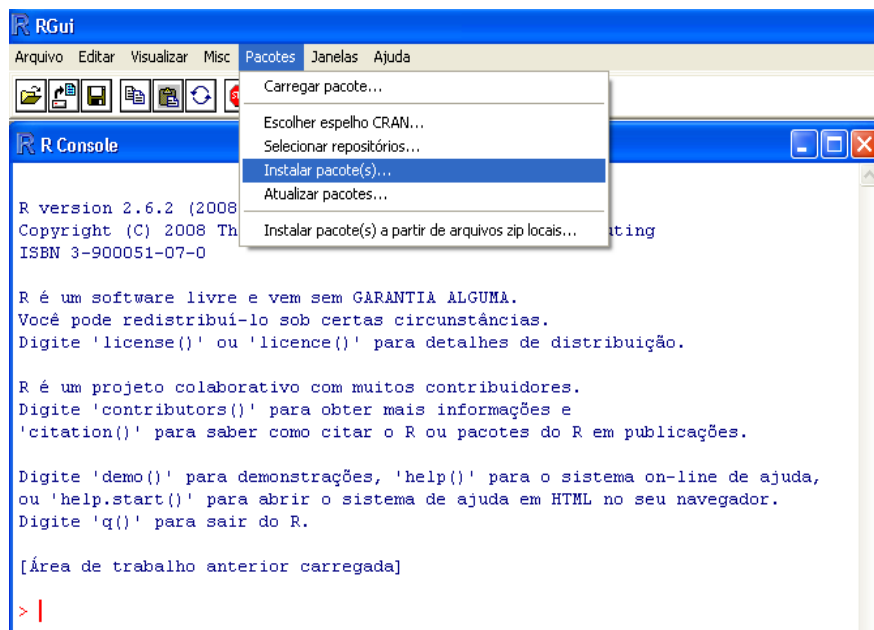 RGui
Arquivo Editar Visualizar Misc Pacotes Janelas Ajuda
Carregar pacote...
Escolher espelho CRAN...
Selecionar repositórios...
Instalar pacote(s)...
Atualizar pacotes...
Instalar pacote(s) a partir de arquivos zip locais...
R Console
R version 2.6.2 (2008
Copyright (C) 2008 Th uting
ISBN 3-900051-07-0
R é um software livre e vem sem GARANTIA ALGUMA.
Você pode redistribuí-lo sob certas circunstâncias.
Digite 'license()' ou 'licence()' para detalhes de distribuição.
R é um projeto colaborativo com muitos contribuidores.
Digite 'contributors()' para obter mais informações e
'citation()' para saber como citar o R ou pacotes do R em publicações.
Digite 'demo()' para demonstrações, 'help()' para o sistema on-line de ajuda,
ou 'help.start()' para abrir o sistema de ajuda em HTML no seu navegador.
Digite 'q()' para sair do R.
[Área de trabalho anterior carregada]
>